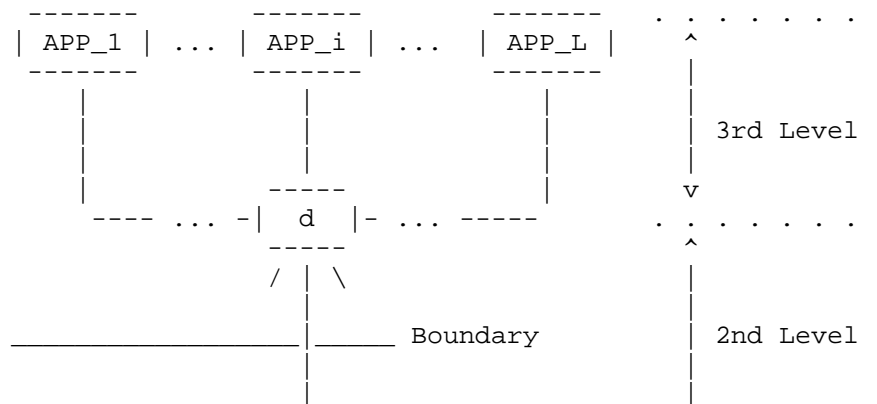 APP_1 ... APP_i ... APP_L
3rd Level
---- ... -| d |- ... -----
Boundary 2nd Level